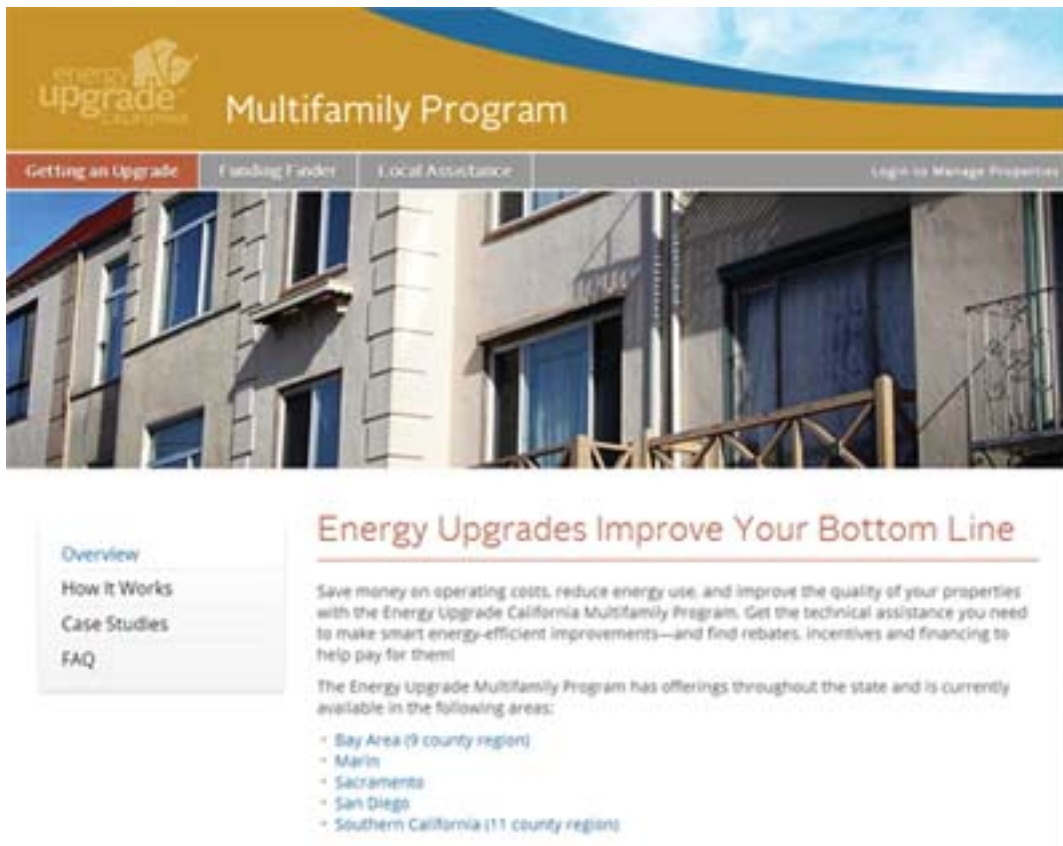 energy
upgrade
CALIFORNIA
Multifamily Program
Getting an Upgrade
Funding Finder
Local Assistance
Login to Manage Properties
Overview
How It Works
Case Studies
FAQ
Energy Upgrades Improve Your Bottom Line
Save money on operating costs, reduce energy use, and improve the quality of your properties
with the Energy Upgrade California Multifamily Program. Get the technical assistance you need
to make smart energy-efficient improvements—and find rebates, incentives and financing to
help pay for them!
The Energy Upgrade Multifamily Program has offerings throughout the state and is currently
available in the following areas:
• Bay Area (9 county region)
• Marin
• Sacramento
• San Diego
• Southern California (11 county region)